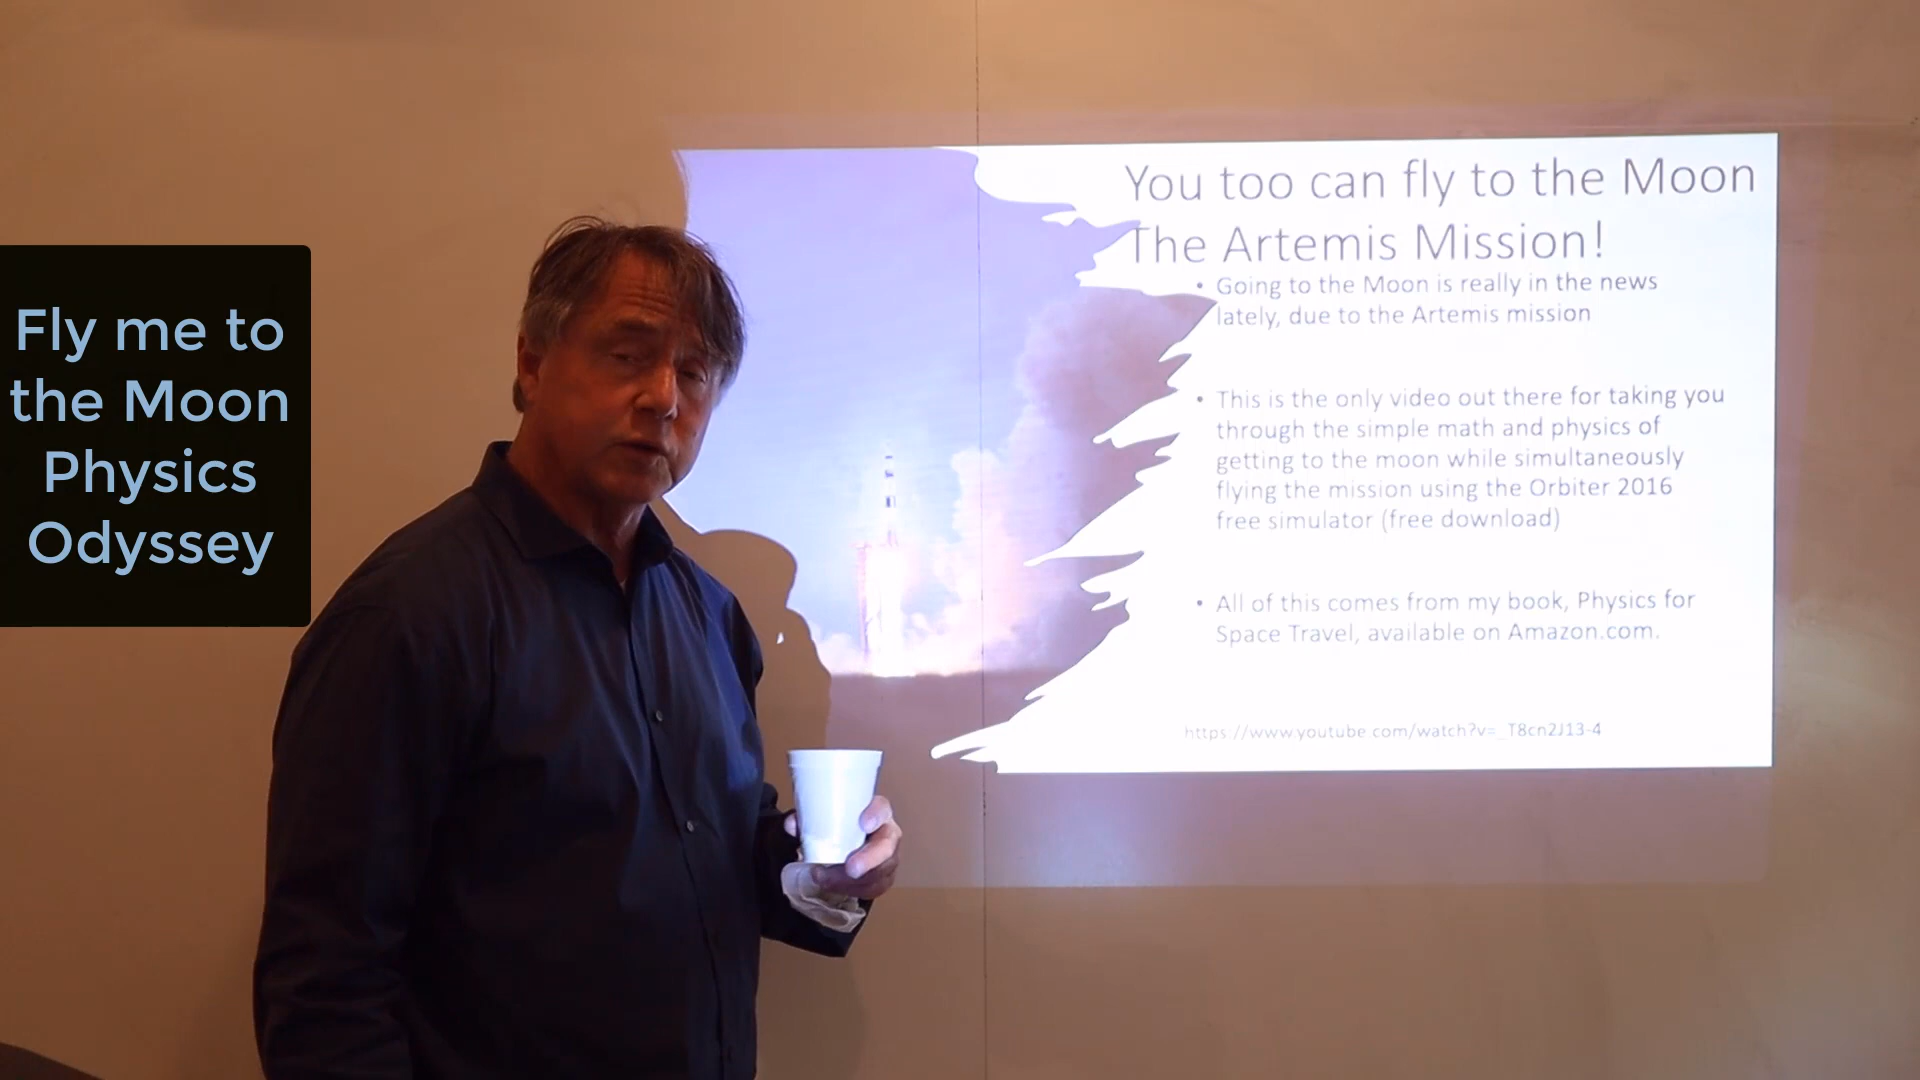 Fly me to
the Moon
Physics
Odyssey
You too can fly to the Moon
The Artemis Mission!
• Going to the Moon is really in the news
lately, due to the Artemis mission
• This is the only video out there for taking you
through the simple math and physics of
getting to the moon while simultaneously
flying the mission using the Orbiter 2016
free simulator (free download)
• All of this comes from my book, Physics for
Space Travel, available on Amazon.com.
https://www.youtube.com/watch?v=_T8cn2J13-4